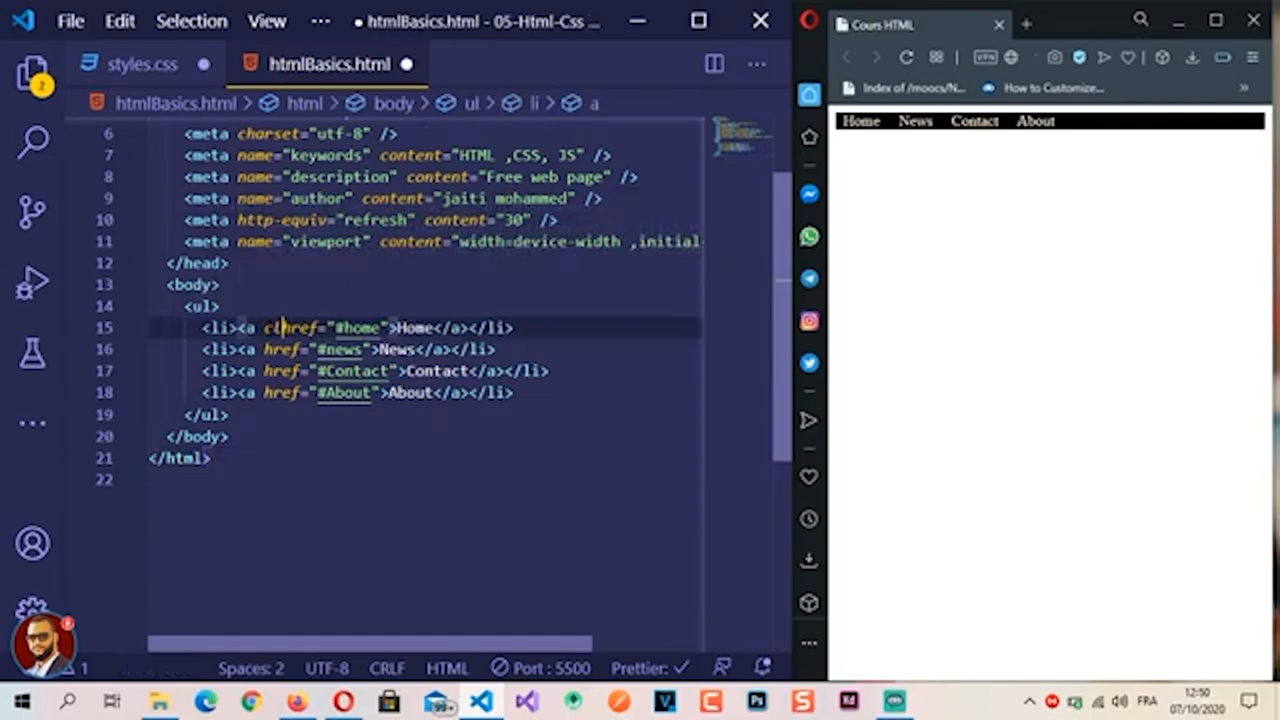 File Edit Selection View ··· ● htmlBasics.html - 05-Html-Css ...
styles.css ● htmlBasics.html ●
htmlBasics.html > html > body > ul > li > a
6 <meta charset="utf-8" />
7 <meta name="keywords" content="HTML ,CSS, JS" />
8 <meta name="description" content="Free web page" />
9 <meta name="author" content="jaiti mohammed" />
10 <meta http-equiv="refresh" content="30" />
11 <meta name="viewport" content="width=device-width ,initial-
12 </head>
13 <body>
14 <ul>
15 <li><a clhref="#home">Home</a></li>
16 <li><a href="#news">News</a></li>
17 <li><a href="#Contact">Contact</a></li>
18 <li><a href="#About">About</a></li>
19 </ul>
20 </body>
21 </html>
22
2
1 Spaces: 2 UTF-8 CRLF HTML Port : 5500 Prettier: ✓
Cours HTML
VPN
Index of /moocs/N... How to Customize... »
Home News Contact About
99+ Ps S Xd FRA 12:50
07/10/2020